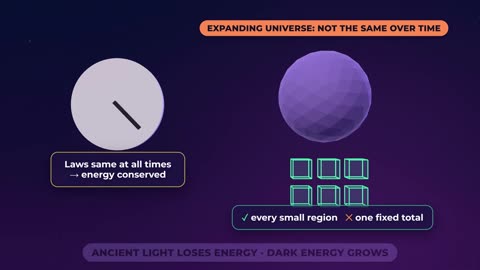 EXPANDING UNIVERSE: NOT THE SAME OVER TIME
Laws same at all times
→ energy conserved
✓ every small region ✕ one fixed total
ANCIENT LIGHT LOSES ENERGY · DARK ENERGY GROWS